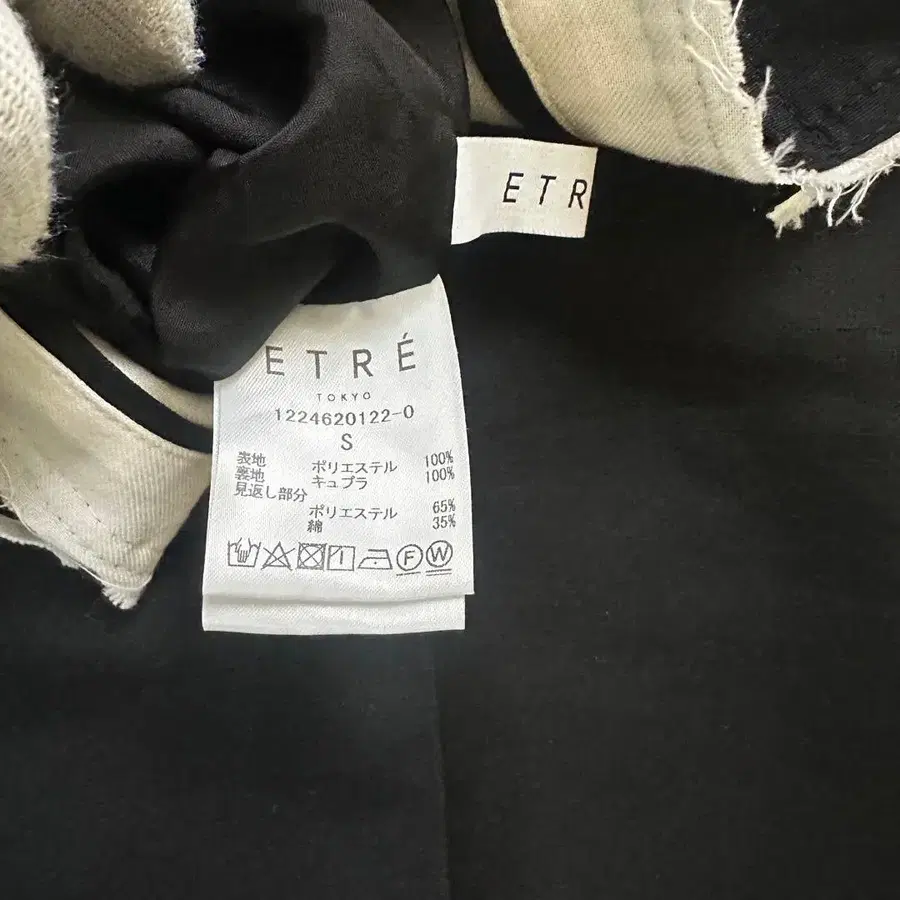 ETR
ETRÉ
TOKYO
1224620122-0
S
表地 ポリエステル 100%
裏地 キュプラ 100%
見返し部分
ポリエステル 65%
綿 35%
F W